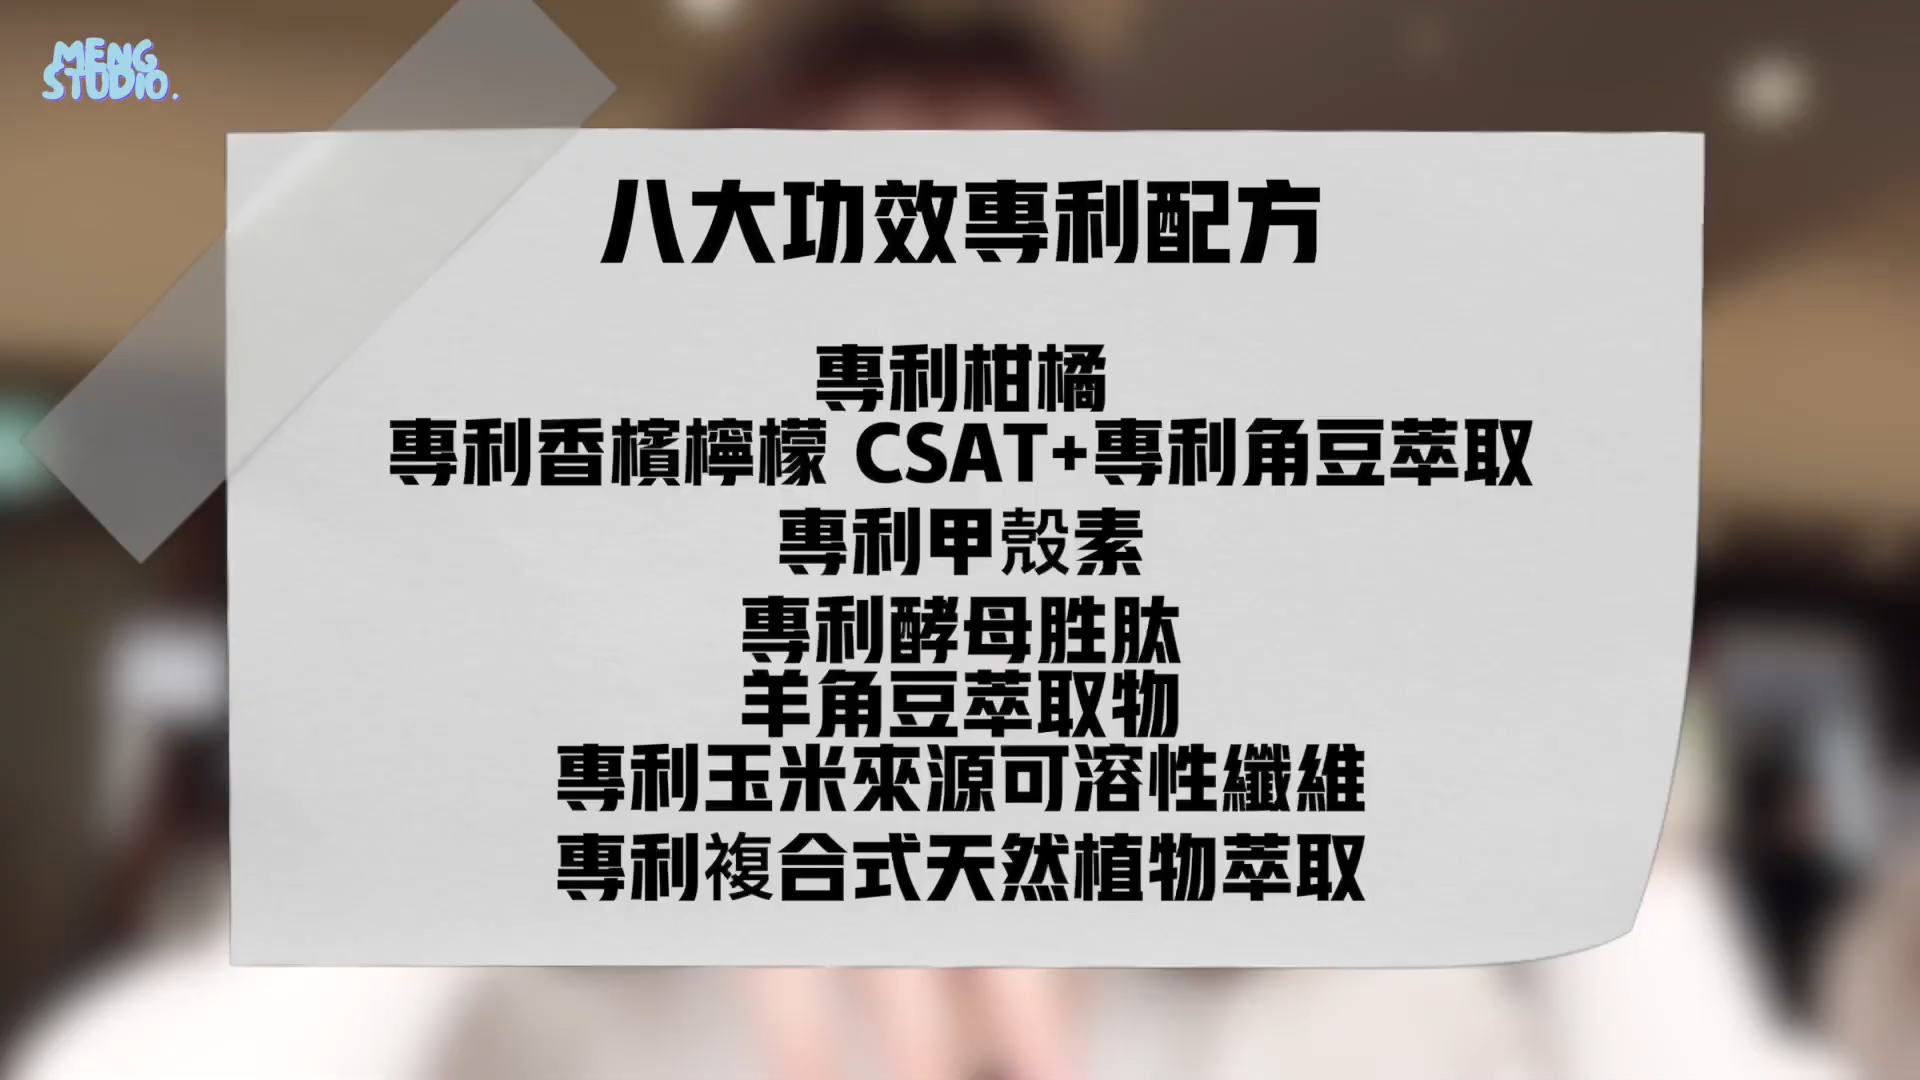 MENG
STUDIO.
八大功效專利配方
專利柑橘
專利香檳檸檬 CSAT+專利角豆萃取
專利甲殼素
專利酵母胜肽
羊角豆萃取物
專利玉米來源可溶性纖維
專利複合式天然植物萃取